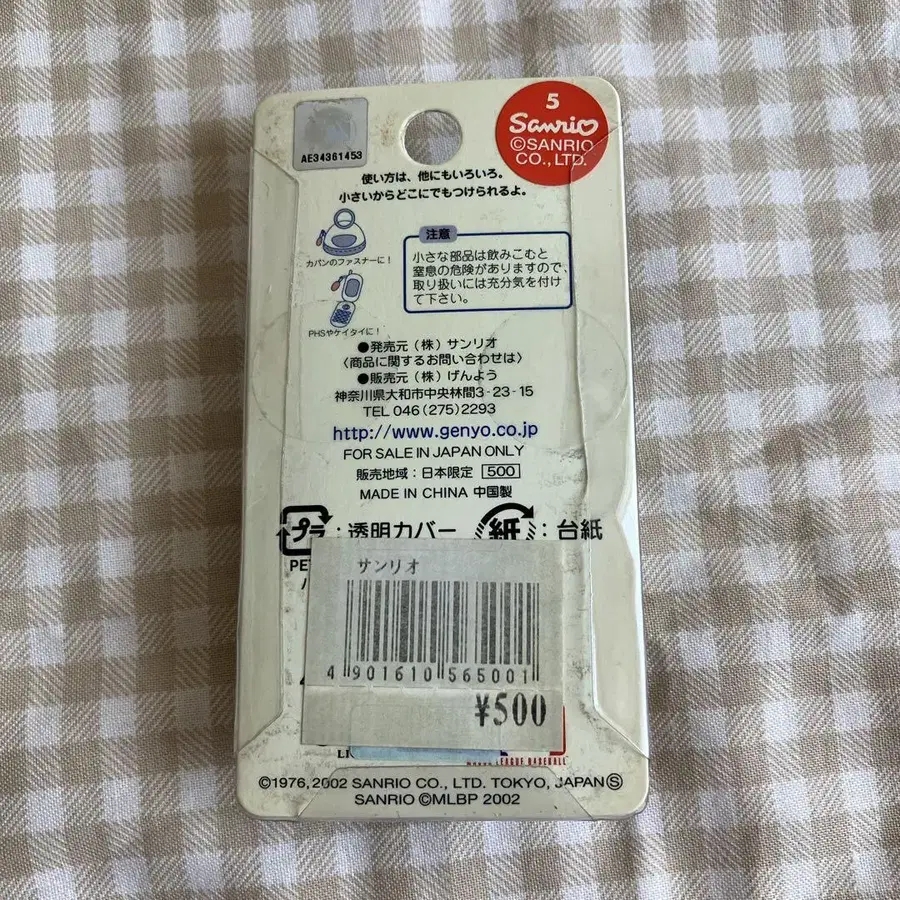 AE34361453
5
Sanrio
©SANRIO
CO., LTD.
使い方は、他にもいろいろ。
小さいからどこにでもつけられるよ。
カバンのファスナーに!
PHSやケイタイに!
注意
小さな部品は飲みこむと
窒息の危険がありますので、
取り扱いには充分気を付け
て下さい。
●発売元(株)サンリオ
〈商品に関するお問い合わせは〉
●販売元(株)げんよう
神奈川県大和市中央林間3-23-15
TEL 046(275)2293
http://www.genyo.co.jp
FOR SALE IN JAPAN ONLY
販売地域:日本限定 500
MADE IN CHINA 中国製
プラ:透明カバー 紙:台紙
PE
サンリオ
4 901610 565001
¥500
MAJOR LEAGUE BASEBALL
©1976, 2002 SANRIO CO., LTD. TOKYO, JAPAN Ⓢ
SANRIO ©MLBP 2002